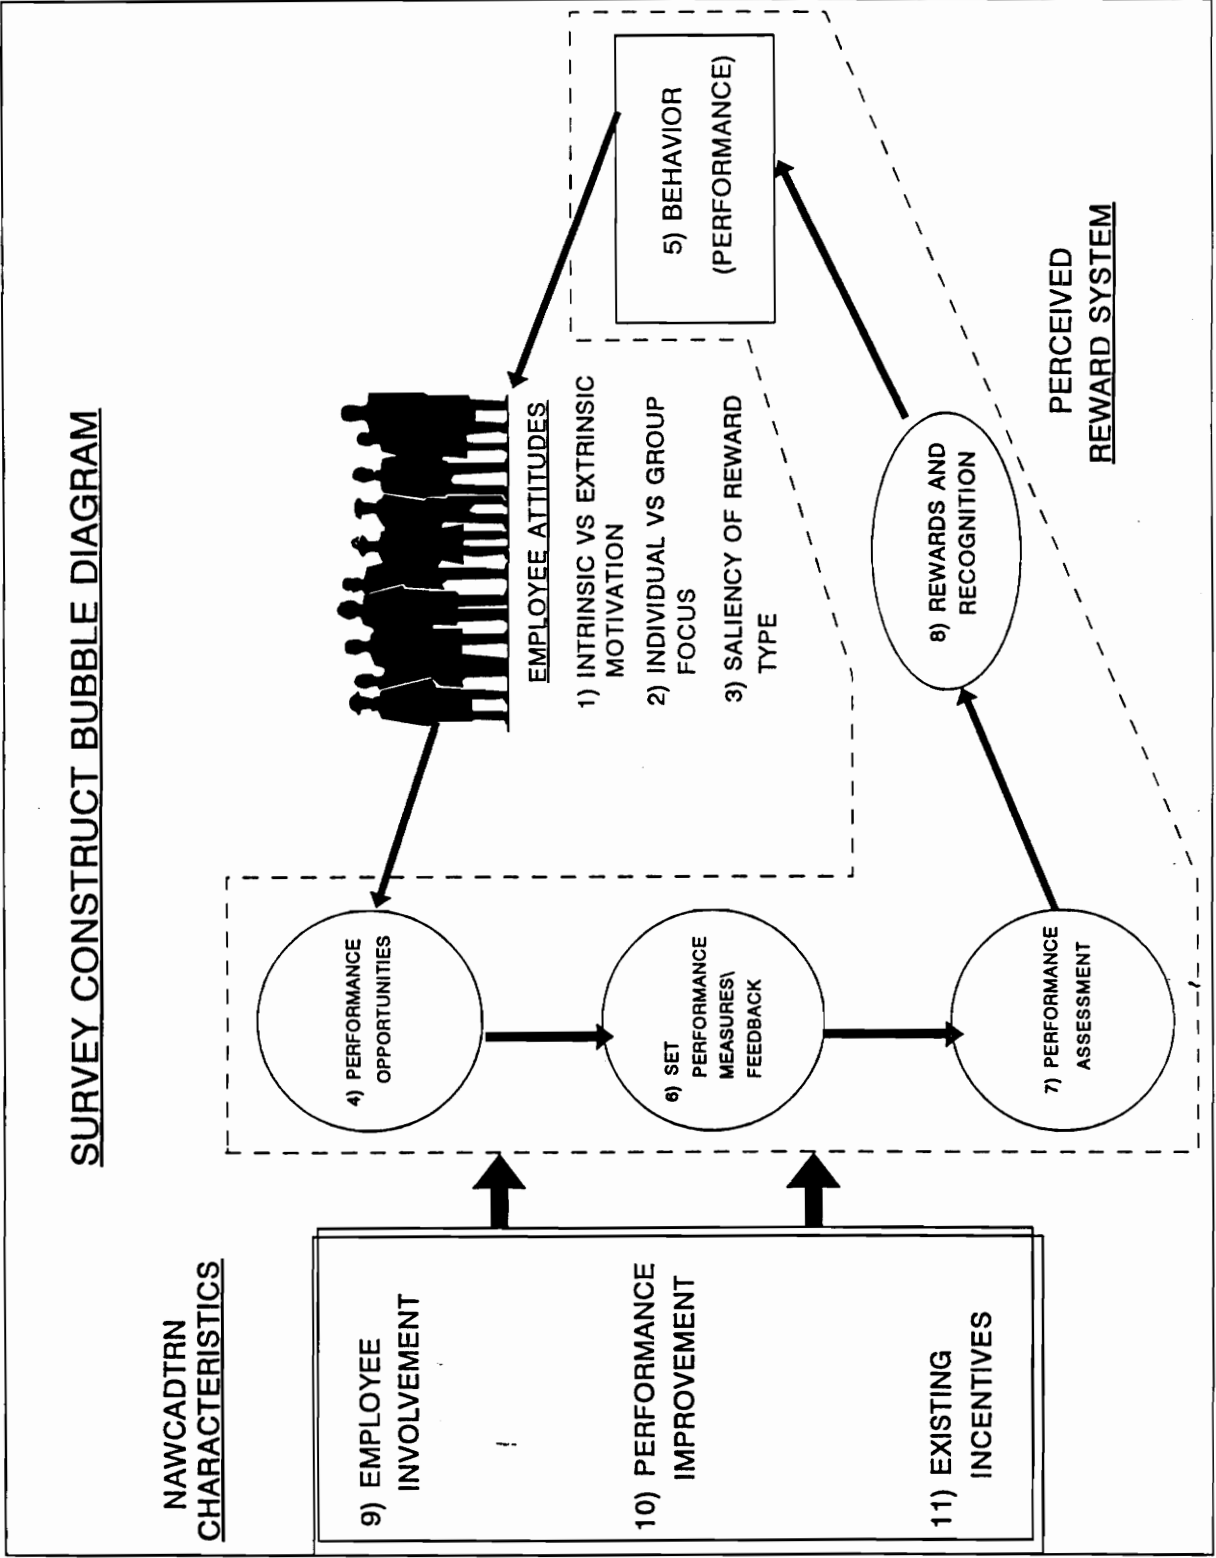 SURVEY CONSTRUCT BUBBLE DIAGRAM
NAWCADTRN
CHARACTERISTICS
9) EMPLOYEE
INVOLVEMENT
10) PERFORMANCE
IMPROVEMENT
11) EXISTING
INCENTIVES
4) PERFORMANCE
OPPORTUNITIES
6) SET
PERFORMANCE
MEASURES\
FEEDBACK
7) PERFORMANCE
ASSESSMENT
EMPLOYEE ATTITUDES
1) INTRINSIC VS EXTRINSIC
MOTIVATION
2) INDIVIDUAL VS GROUP
FOCUS
3) SALIENCY OF REWARD
TYPE
8) REWARDS AND
RECOGNITION
5) BEHAVIOR
(PERFORMANCE)
PERCEIVED
REWARD SYSTEM